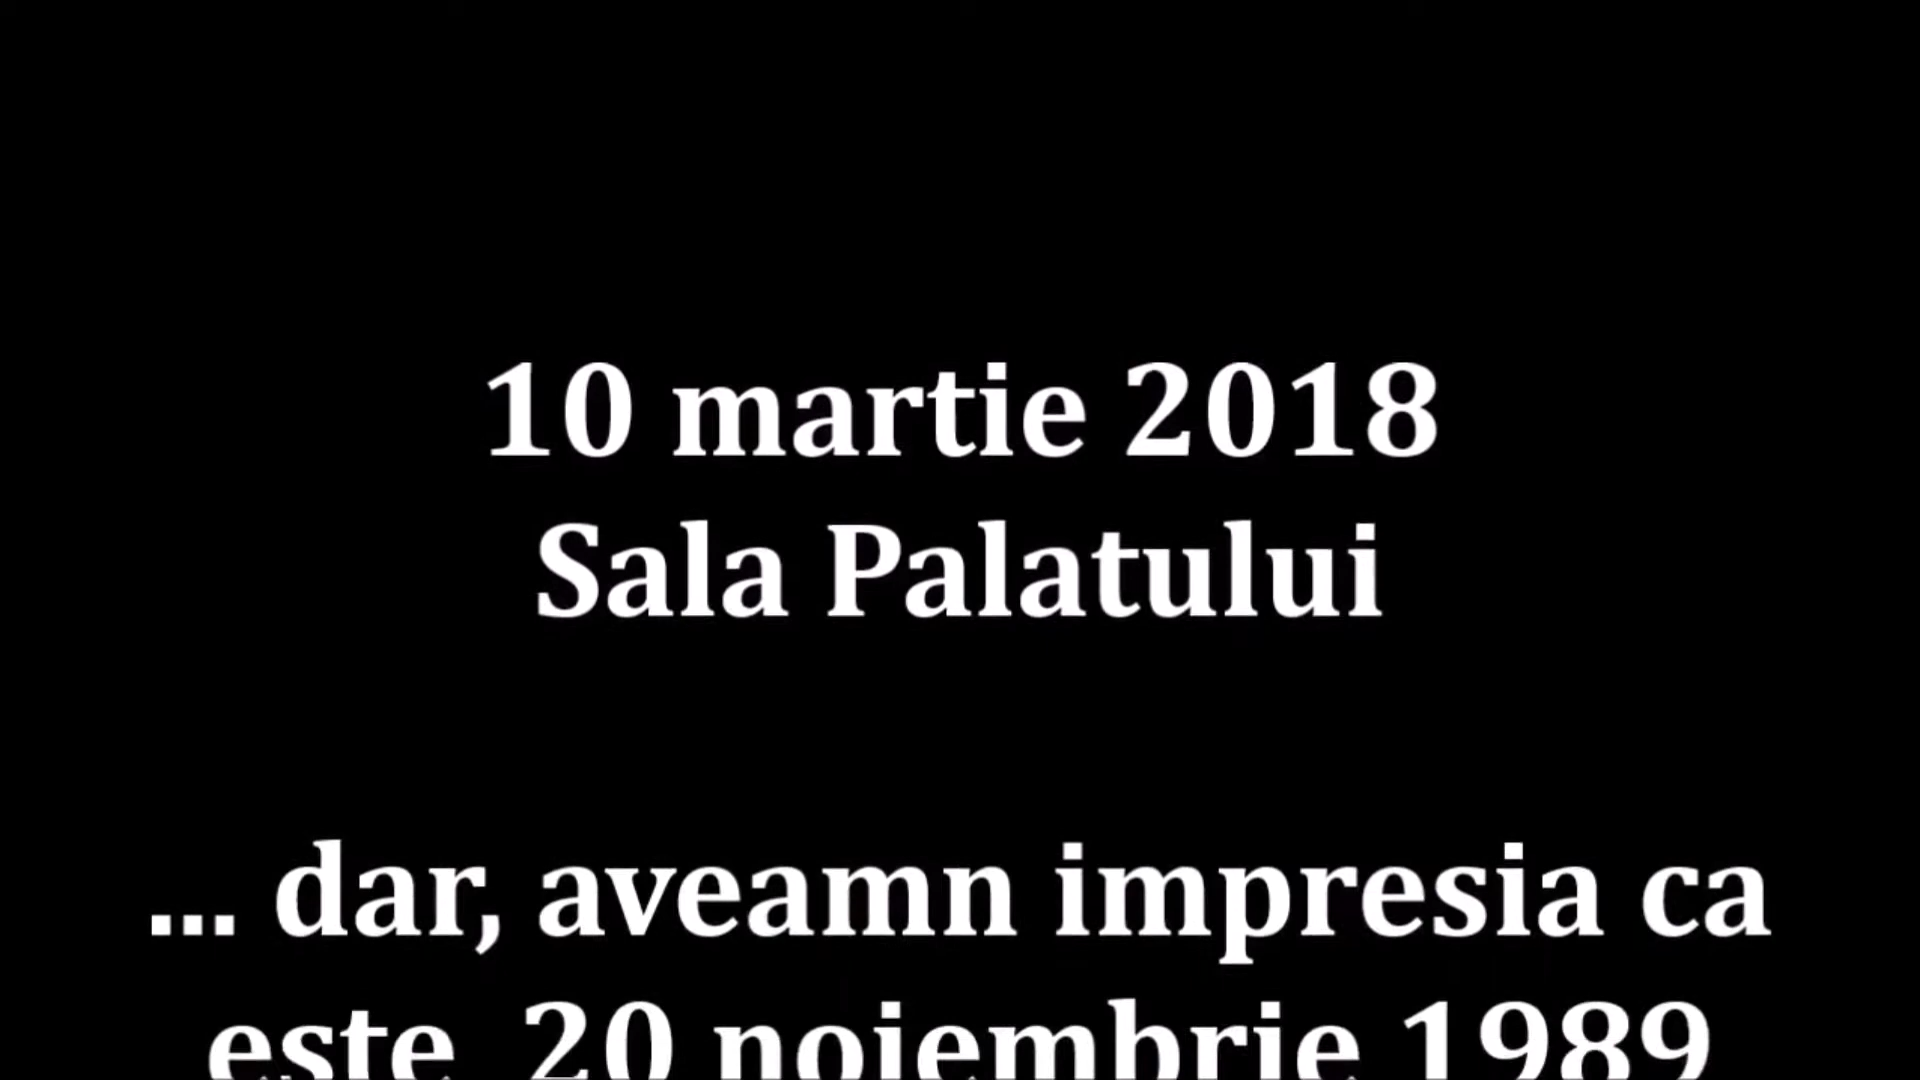 10 martie 2018
Sala Palatului
... dar, aveamn impresia ca
este 20 noiembrie 1989